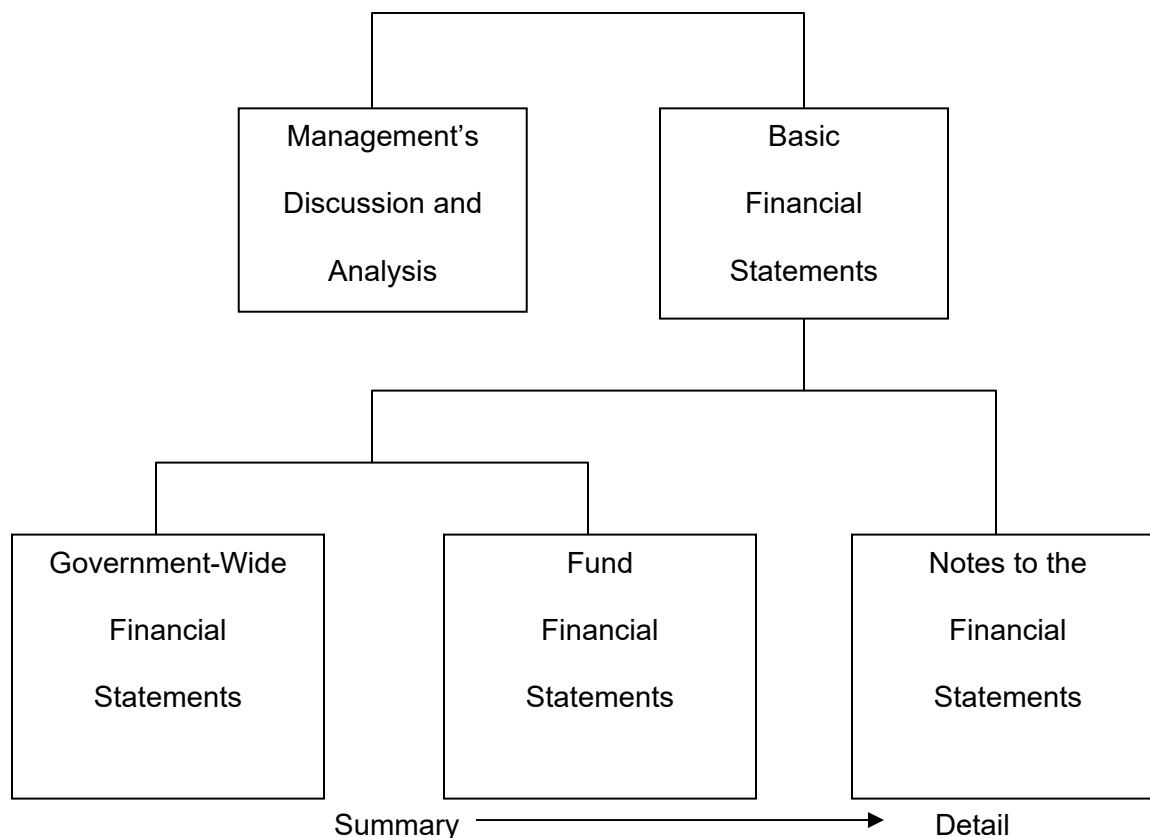 Management’s
Discussion and
Analysis
Basic
Financial
Statements
Government-Wide
Financial
Statements
Fund
Financial
Statements
Notes to the
Financial
Statements
Summary
Detail